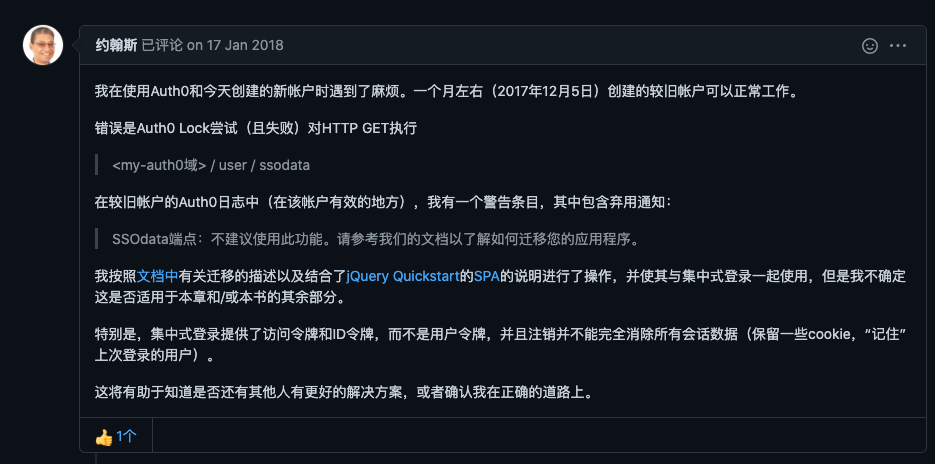 约翰斯 已评论 on 17 Jan 2018
我在使用Auth0和今天创建的新帐户时遇到了麻烦。一个月左右（2017年12月5日）创建的较旧帐户可以正常工作。
错误是Auth0 Lock尝试（且失败）对HTTP GET执行
<my-auth0域> / user / ssodata
在较旧帐户的Auth0日志中（在该帐户有效的地方），我有一个警告条目，其中包含弃用通知：
SSOdata端点：不建议使用此功能。请参考我们的文档以了解如何迁移您的应用程序。
我按照文档中有关迁移的描述以及结合了jQuery Quickstart的SPA的说明进行了操作，并使其与集中式登录一起使用，但是我不确定
这是否适用于本章和/或本书的其余部分。
特别是，集中式登录提供了访问令牌和ID令牌，而不是用户令牌，并且注销并不能完全消除所有会话数据（保留一些cookie，“记住”
上次登录的用户）。
这将有助于知道是否还有其他人有更好的解决方案，或者确认我在正确的道路上。
👍 1个